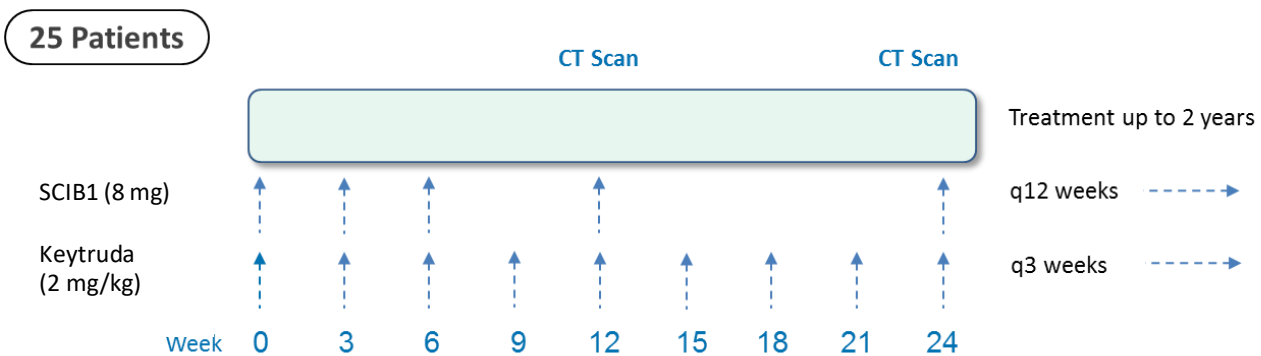 25 Patients
CT Scan CT Scan
Treatment up to 2 years
SCIB1 (8 mg) q12 weeks
Keytruda
(2 mg/kg) q3 weeks
Week 0 3 6 9 12 15 18 21 24